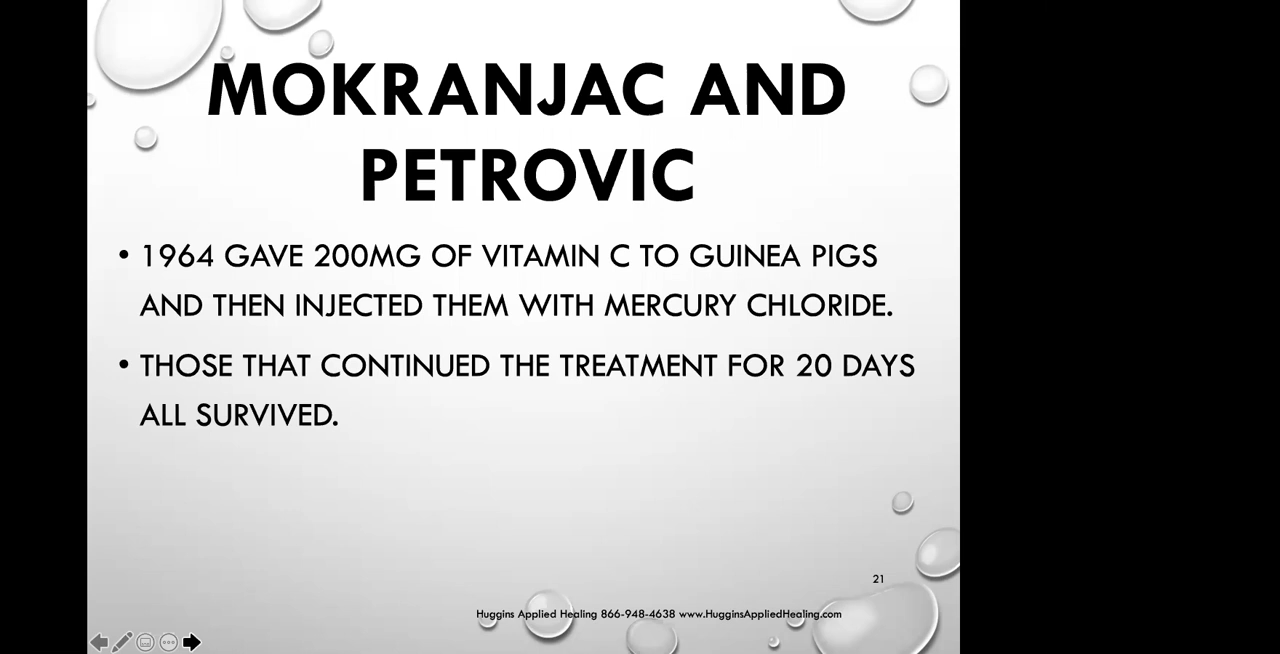 MOKRANJAC AND
PETROVIC
• 1964 GAVE 200MG OF VITAMIN C TO GUINEA PIGS
AND THEN INJECTED THEM WITH MERCURY CHLORIDE.
• THOSE THAT CONTINUED THE TREATMENT FOR 20 DAYS
ALL SURVIVED.
21
Huggins Applied Healing 866-948-4638 www.HugginsAppliedHealing.com